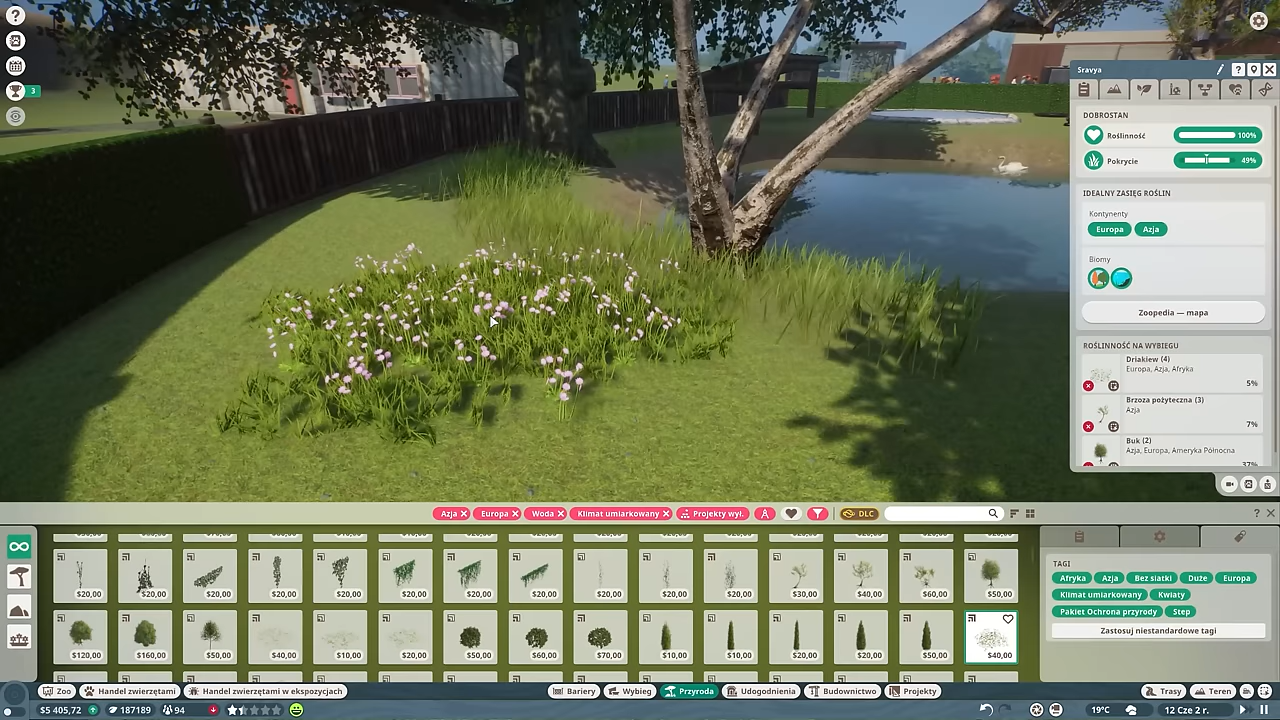 3
Sravya
DOBROSTAN
Roślinność 100%
Pokrycie 49%
IDEALNY ZASIĘG ROŚLIN
Kontynenty
Europa Azja
Biomy
Zoopedia — mapa
ROŚLINNOŚĆ NA WYBIEGU
Driakiew (4)
Europa, Azja, Afryka
5%
Brzoza pożyteczna (3)
Azja
7%
Buk (2)
Azja, Europa, Ameryka Północna
37%
Azja Europa Woda Klimat umiarkowany Projekty wył. DLC
$20,00 $20,00 $20,00 $20,00 $20,00 $20,00 $20,00 $20,00 $20,00 $20,00 $20,00 $30,00 $40,00 $60,00 $50,00
$120,00 $160,00 $50,00 $40,00 $10,00 $20,00 $50,00 $60,00 $70,00 $10,00 $10,00 $20,00 $20,00 $50,00 $40,00
TAGI
Afryka Azja Bez siatki Duże Europa
Klimat umiarkowany Kwiaty
Pakiet Ochrona przyrody Step
Zastosuj niestandardowe tagi
Zoo Handel zwierzętami Handel zwierzętami w ekspozycjach Bariery Wybieg Przyroda Udogodnienia Budownictwo Projekty Trasy Teren
$5 405,72 187189 94 19°C 12 Cze 2 r.